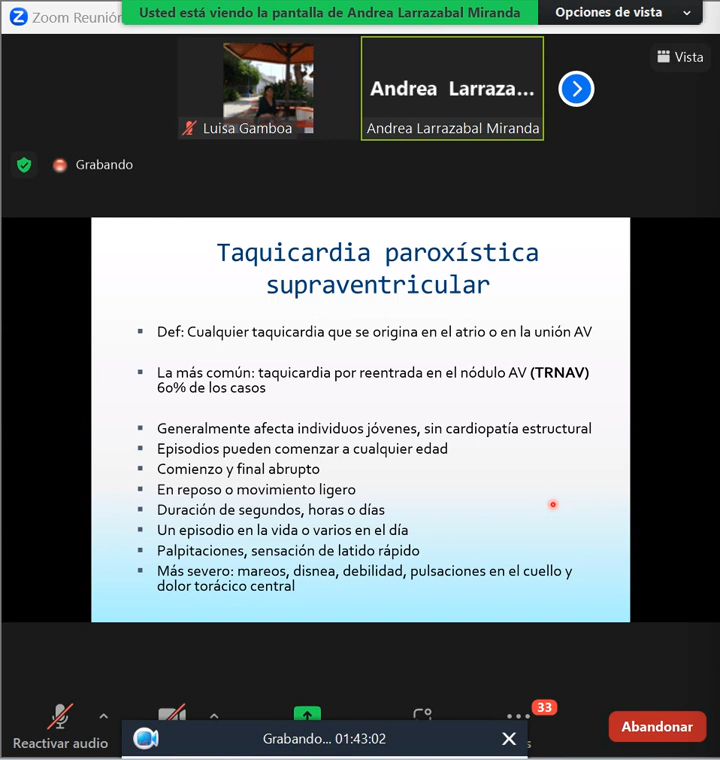 Zoom Reunión
Usted está viendo la pantalla de Andrea Larrazabal Miranda
Opciones de vista
Andrea Larraza...
Vista
Luisa Gamboa
Andrea Larrazabal Miranda
Grabando
Taquicardia paroxística
supraventricular
Def: Cualquier taquicardia que se origina en el atrio o en la unión AV
La más común: taquicardia por reentrada en el nódulo AV (TRNAV)
60% de los casos
Generalmente afecta individuos jóvenes, sin cardiopatía estructural
Episodios pueden comenzar a cualquier edad
Comienzo y final abrupto
En reposo o movimiento ligero
Duración de segundos, horas o días
Un episodio en la vida o varios en el día
Palpitaciones, sensación de latido rápido
Más severo: mareos, disnea, debilidad, pulsaciones en el cuello y
dolor torácico central
33
Abandonar
Reactivar audio
Grabando... 01:43:02